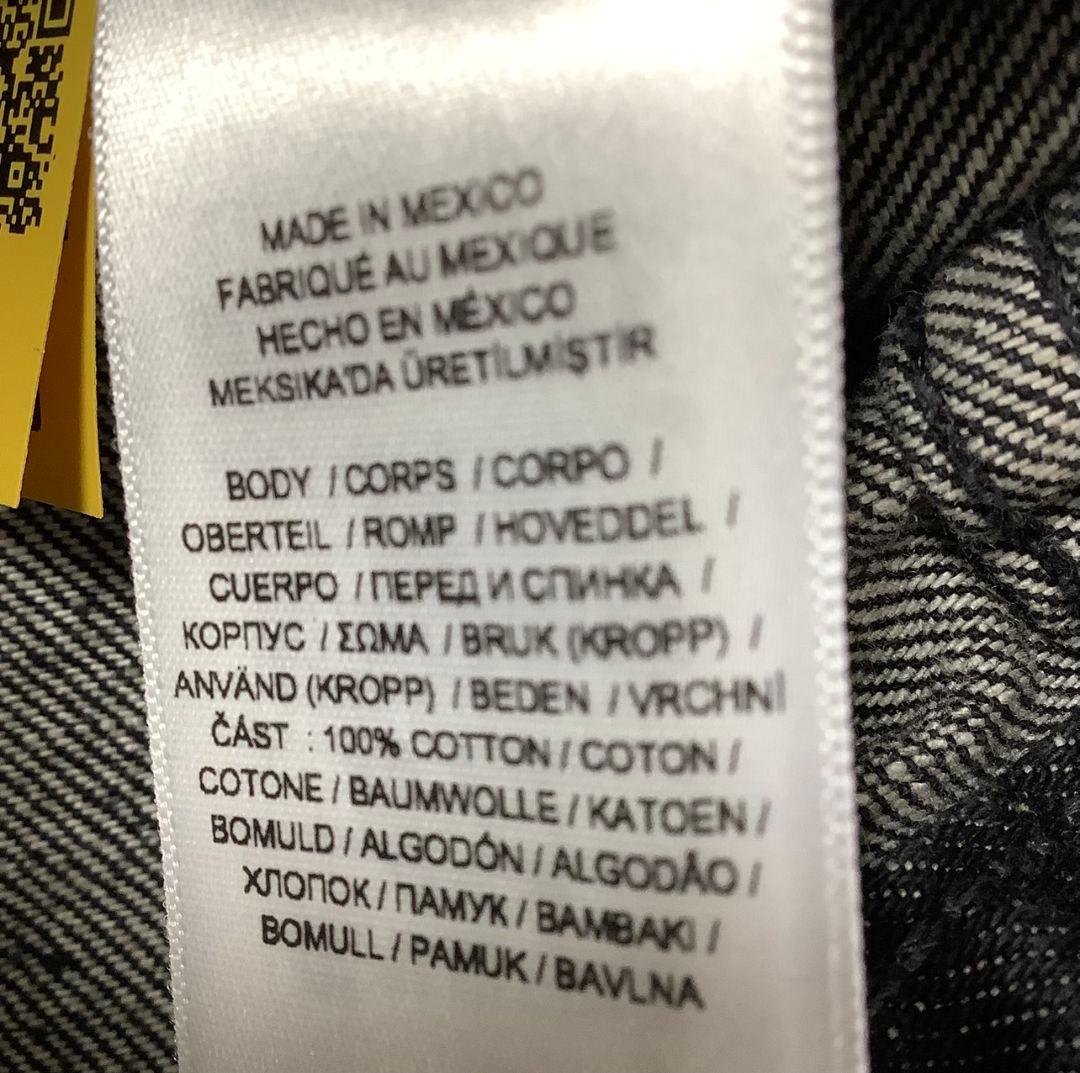 MADE IN MEXICO
FABRIQUÉ AU MEXIQUE
HECHO EN MÉXICO
MEKSIKA'DA ÜRETİLMİŞTİR
BODY / CORPS / CORPO /
OBERTEIL / ROMP / HOVEDDEL /
CUERPO / ПЕРЕД И СПИНКА /
КОРПУС / ΣΩΜΑ / BRUK (KROPP) /
ANVÄND (KROPP) / BEDEN / VRCHNÍ
ČÁST : 100% COTTON / COTON /
COTONE / BAUMWOLLE / KATOEN /
BOMULD / ALGODÓN / ALGODÃO /
ХЛОПОК / ПАМУК / ΒΑΜΒΑΚΙ /
BOMULL / PAMUK / BAVLNA